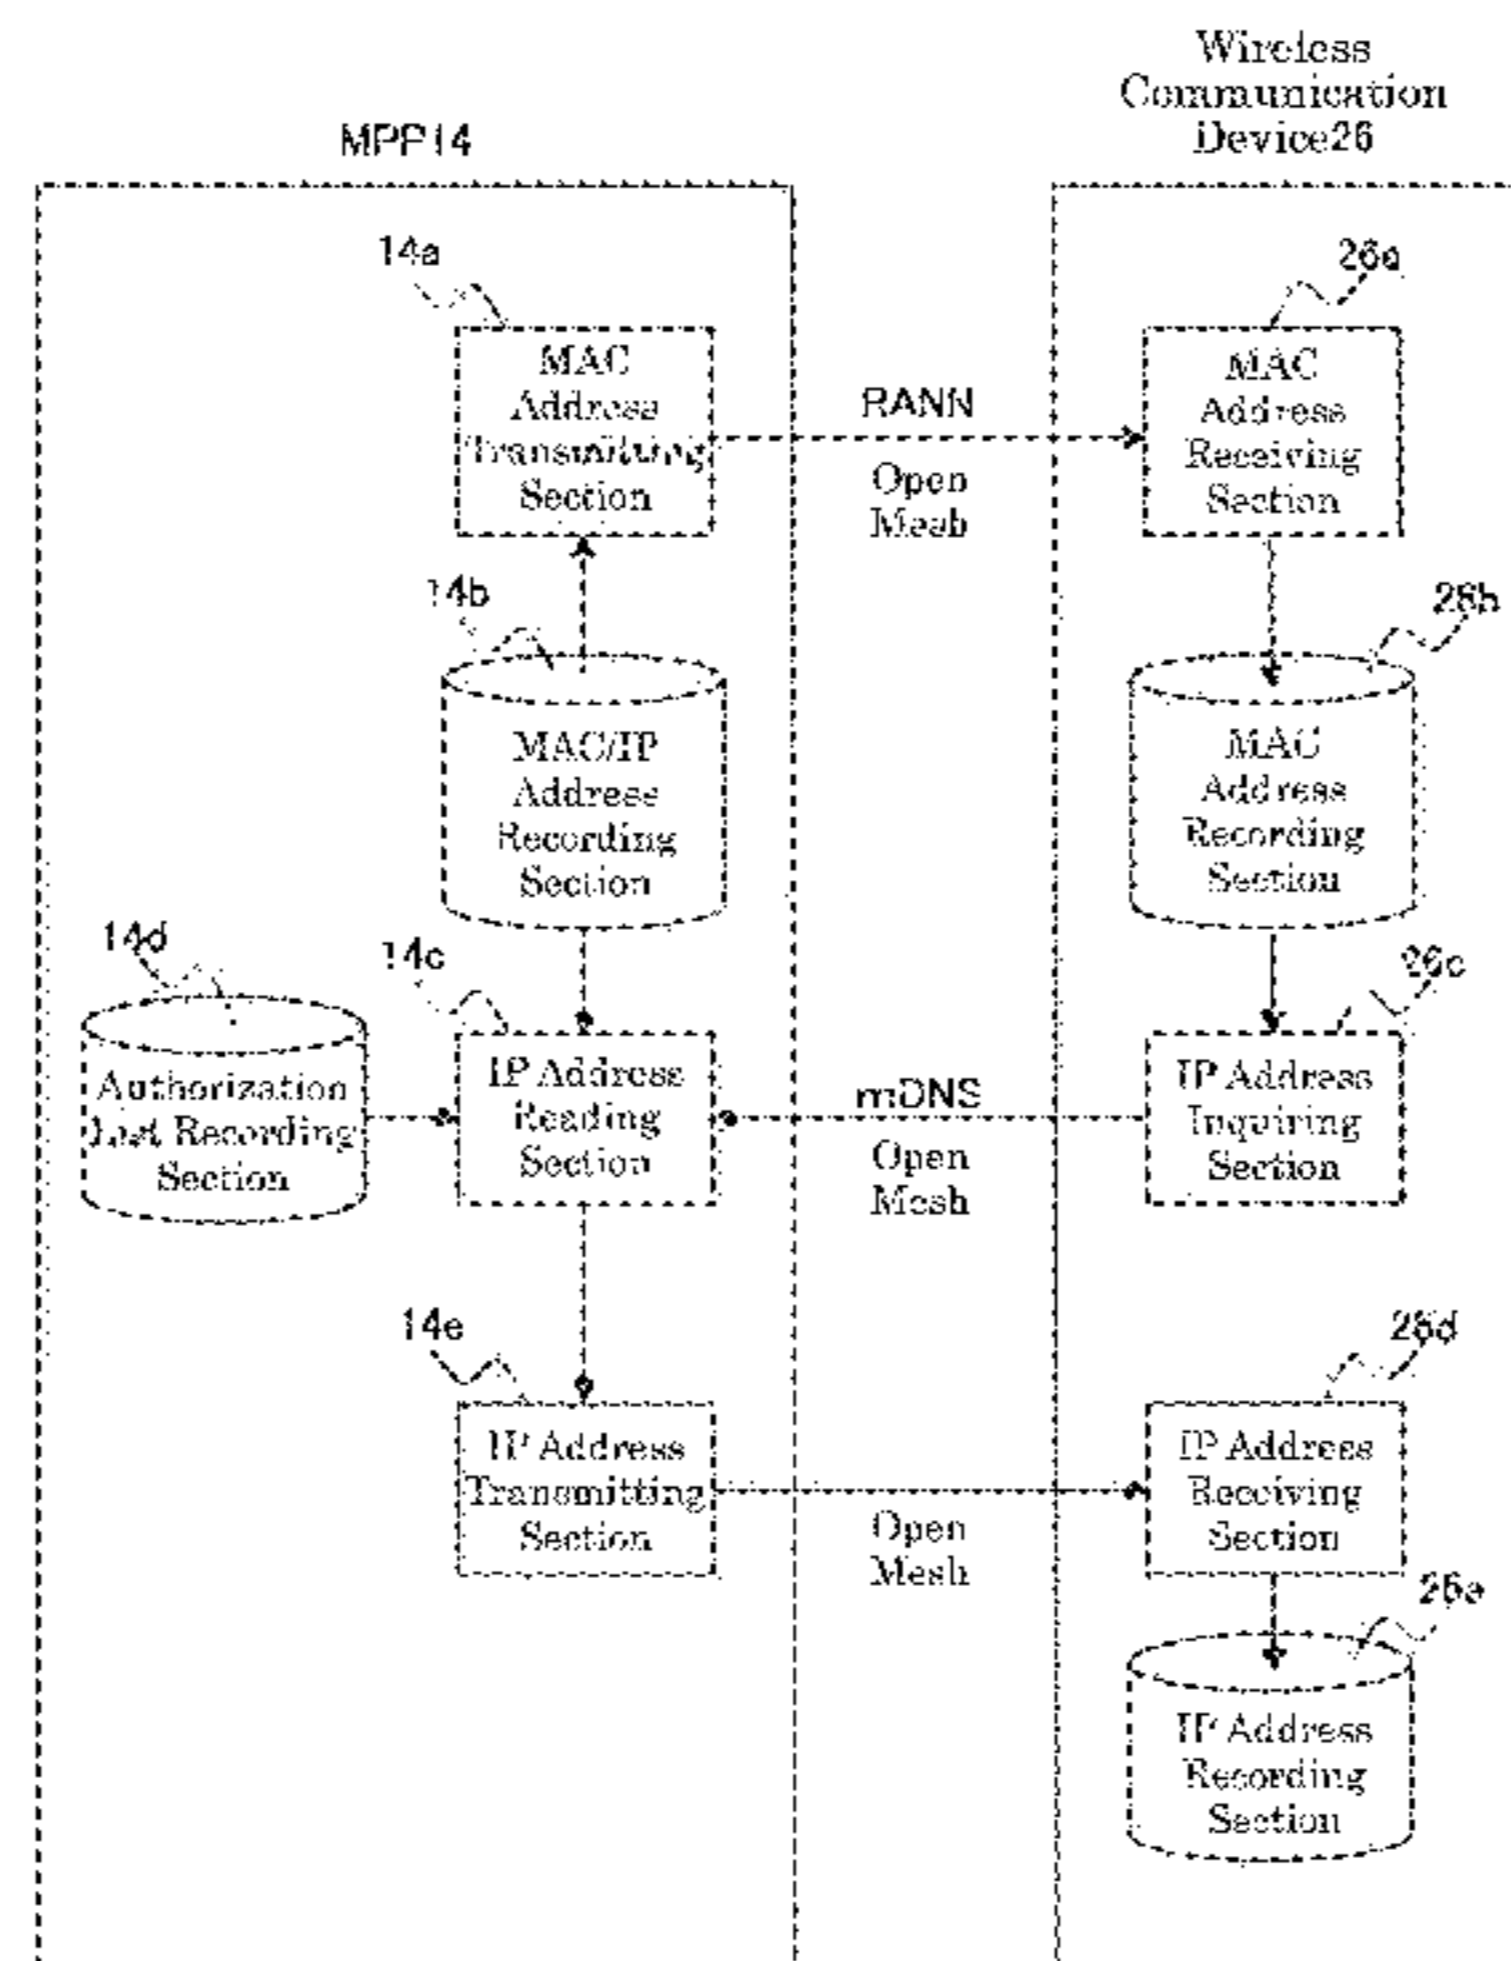 Wireless
Communication
Device26
MPP14
14a
MAC
Address
Transmitting
Section
RANN
Open
Mesh
26a
MAC
Address
Receiving
Section
14b
MAC/IP
Address
Recording
Section
26b
MAC
Address
Recording
Section
14d
Authorization
List Recording
Section
14c
IP Address
Reading
Section
mDNS
Open
Mesh
26c
IP Address
Inquiring
Section
14e
IP Address
Transmitting
Section
Open
Mesh
26d
IP Address
Receiving
Section
26e
IP Address
Recording
Section